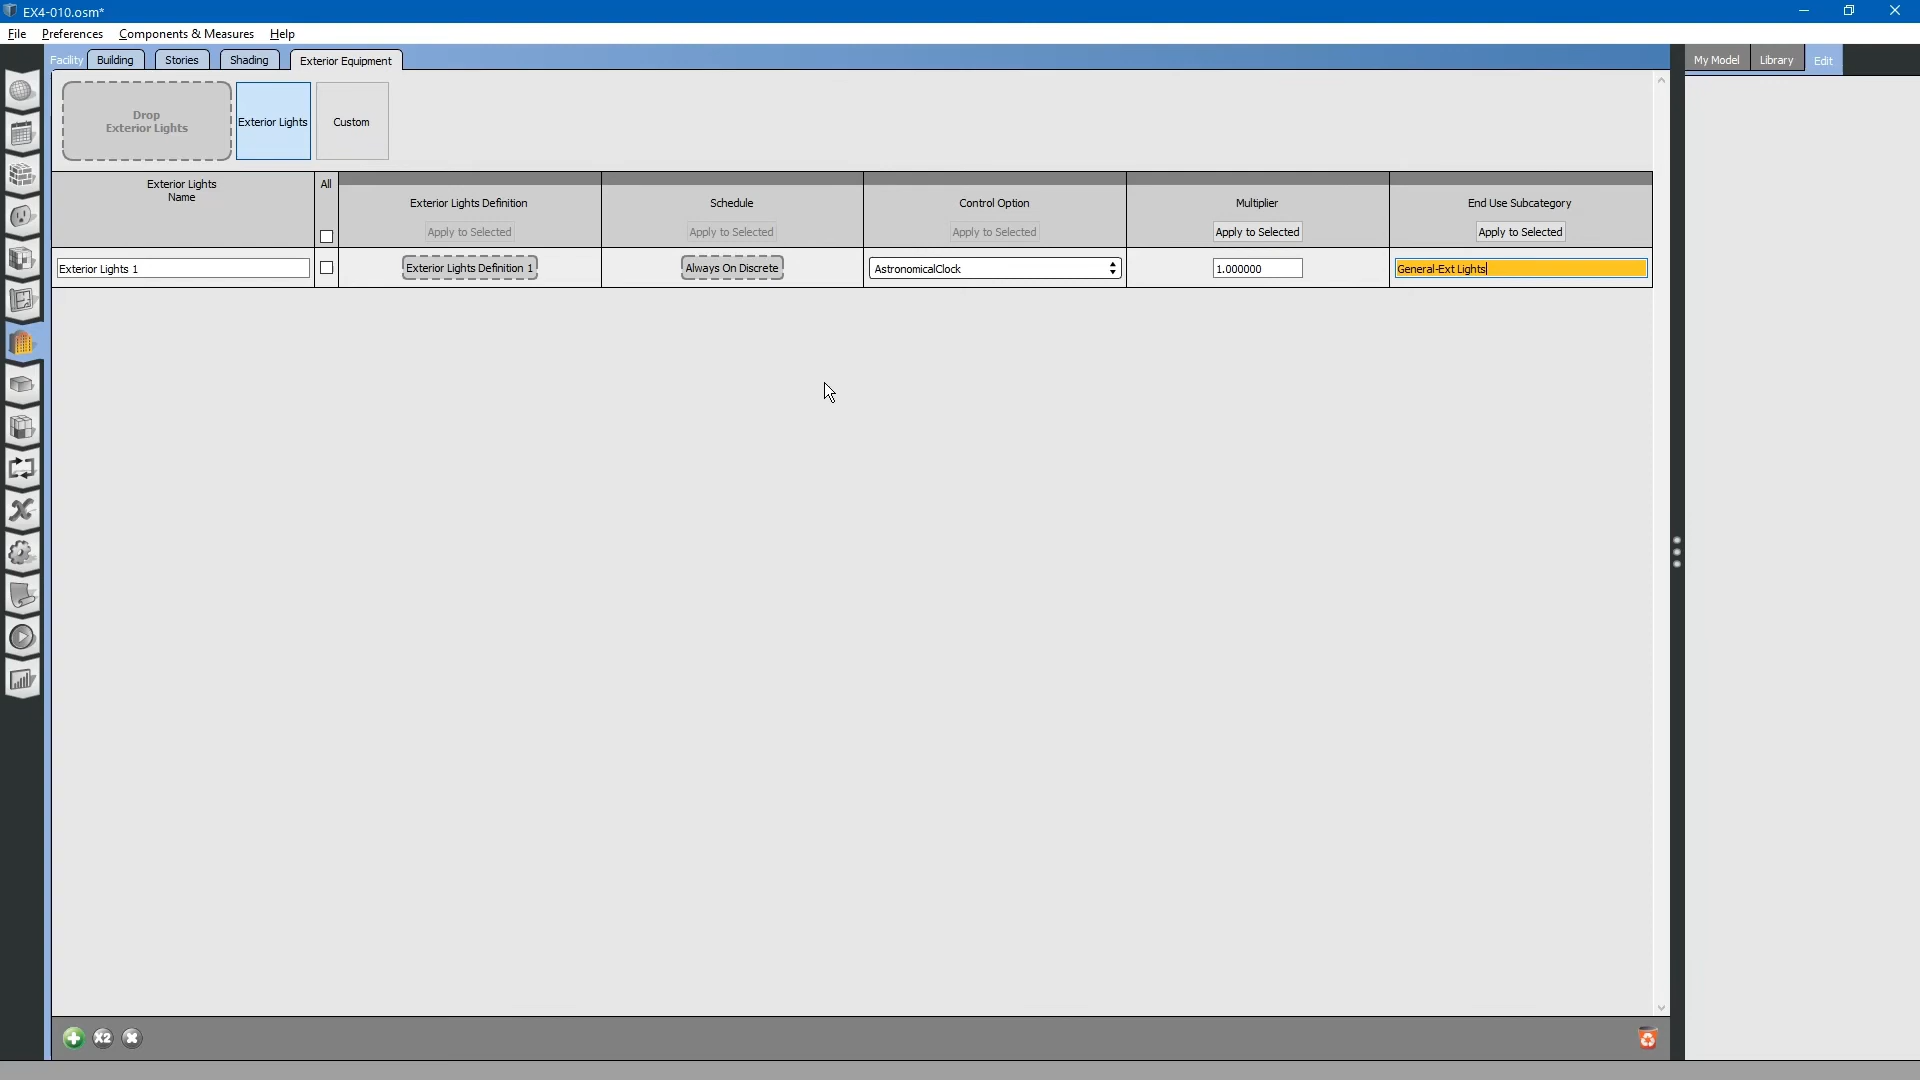 EX4-010.osm*
File Preferences Components & Measures Help
Facility Building Stories Shading Exterior Equipment My Model Library Edit
Drop
Exterior Lights
Exterior Lights
Custom
Exterior Lights
Name
All
Exterior Lights Definition Schedule Control Option Multiplier End Use Subcategory
Apply to Selected Apply to Selected Apply to Selected Apply to Selected Apply to Selected
Exterior Lights 1 Exterior Lights Definition 1 Always On Discrete AstronomicalClock 1.000000 General-Ext Lights
X2